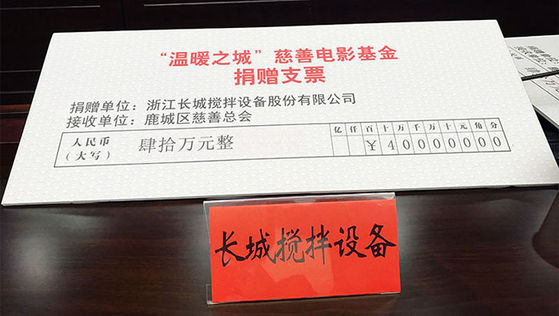 “温暖之城”慈善电影基金
捐赠支票
捐赠单位：浙江长城搅拌设备股份有限公司
接收单位：鹿城区慈善总会
人民币
（大写）
肆拾万元整
亿仟百十万千万十元角分
¥40000000
长城搅拌设备